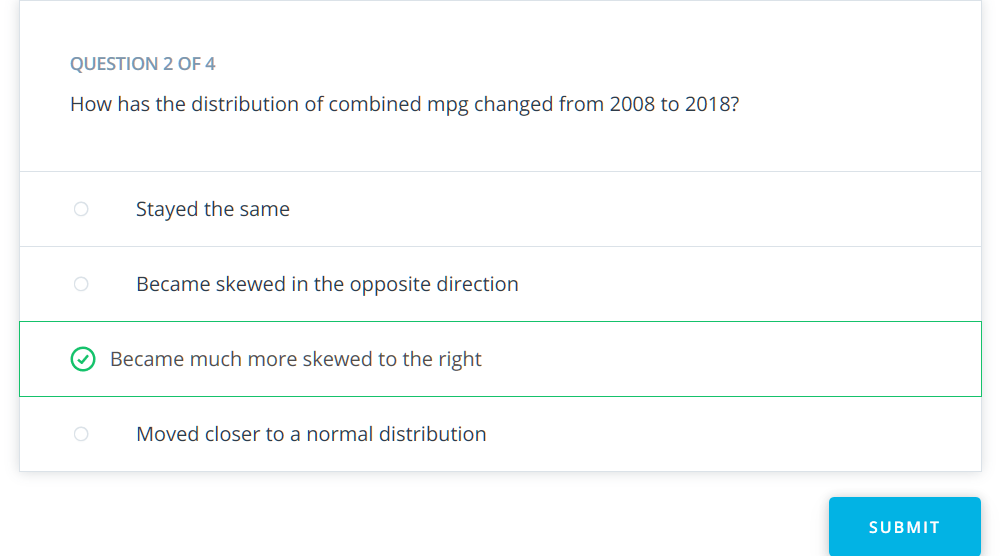 QUESTION 2 OF 4
How has the distribution of combined mpg changed from 2008 to 2018?
Stayed the same
Became skewed in the opposite direction
Became much more skewed to the right
Moved closer to a normal distribution
SUBMIT